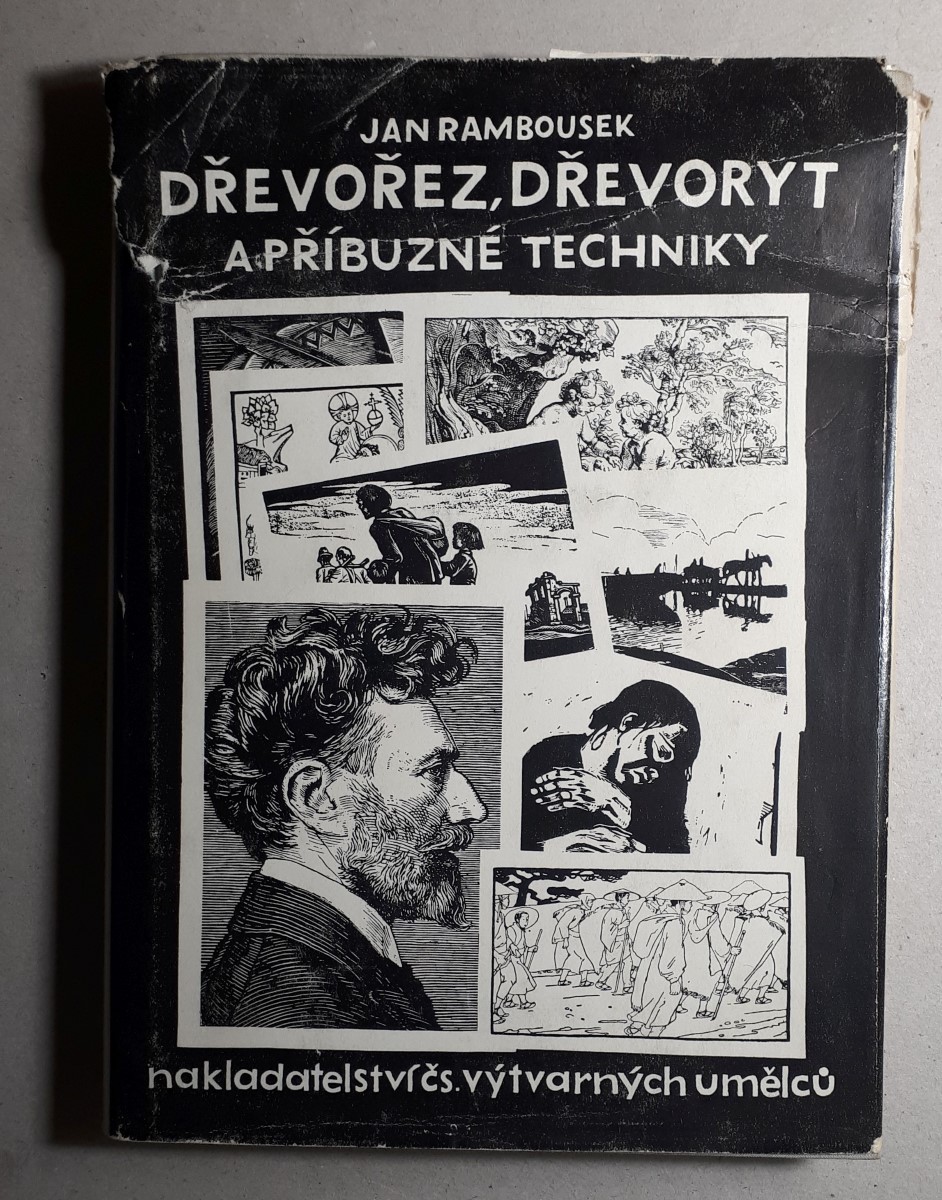 JAN RAMBOUSEK
DŘEVOŘEZ, DŘEVORYT
A PŘÍBUZNÉ TECHNIKY
nakladatelství čs. výtvarných umělců